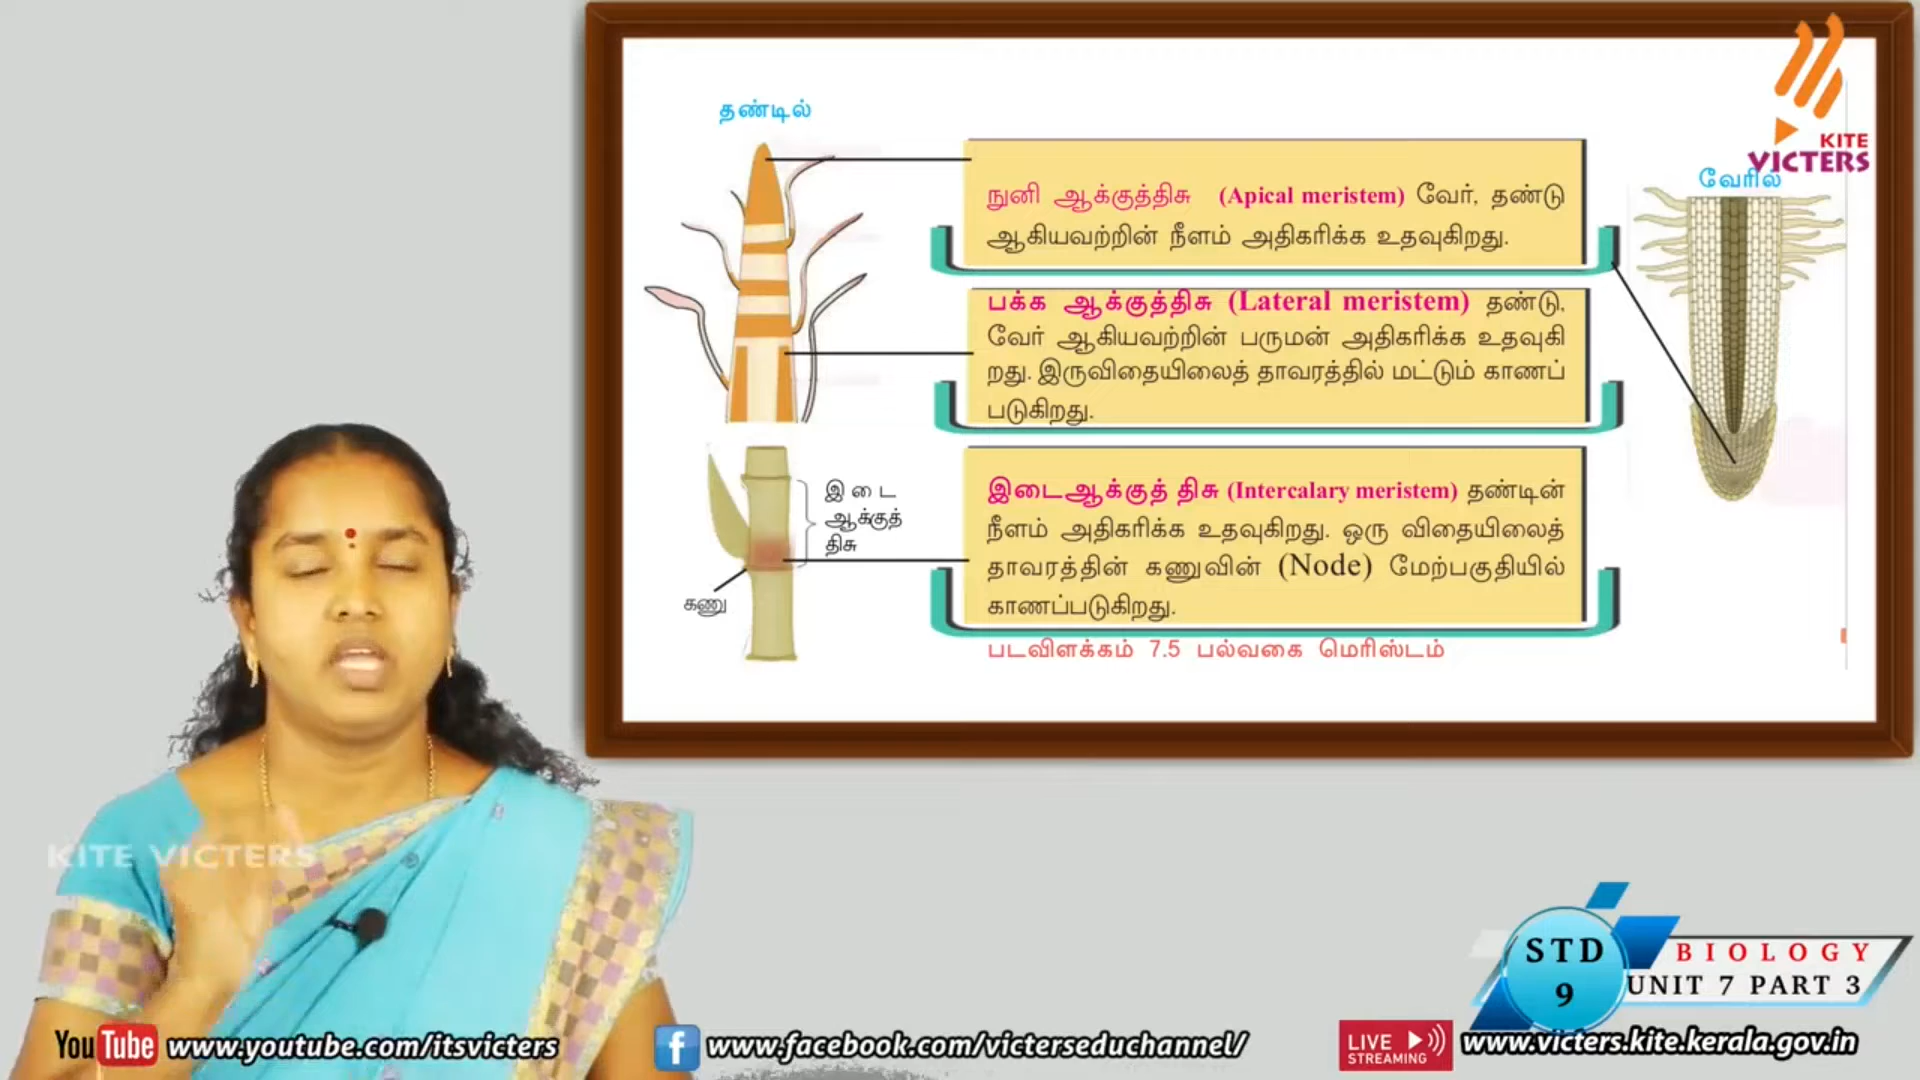 தண்டில்
KITE
VICTERS
வேரில்
நுனி ஆக்குத்திசு (Apical meristem) வேர், தண்டு
ஆகியவற்றின் நீளம் அதிகரிக்க உதவுகிறது.
பக்க ஆக்குத்திசு (Lateral meristem) தண்டு,
வேர் ஆகியவற்றின் பருமன் அதிகரிக்க உதவுகி
றது. இருவிதையிலைத் தாவரத்தில் மட்டும் காணப்
படுகிறது.
இடை
ஆக்குத்
திசு
கணு
இடைஆக்குத் திசு (Intercalary meristem) தண்டின்
நீளம் அதிகரிக்க உதவுகிறது. ஒரு விதையிலைத்
தாவரத்தின் கணுவின் (Node) மேற்பகுதியில்
காணப்படுகிறது.
படவிளக்கம் 7.5 பல்வகை மெரிஸ்டம்
KITE VICTERS
STD
9
BIOLOGY
UNIT 7 PART 3
YouTube www.youtube.com/itsvicters
f www.facebook.com/victerseduchannel/
LIVE
STREAMING
www.victers.kite.kerala.gov.in